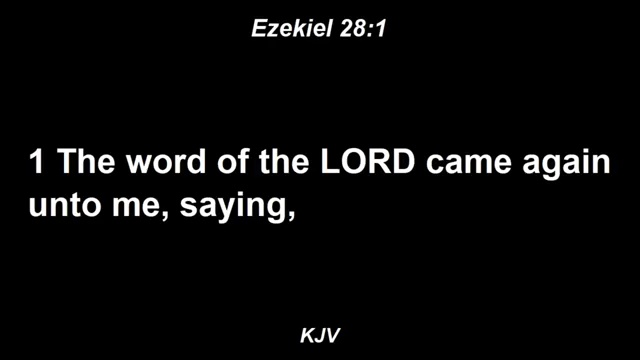 Ezekiel 28:1
1 The word of the LORD came again
unto me, saying,
KJV